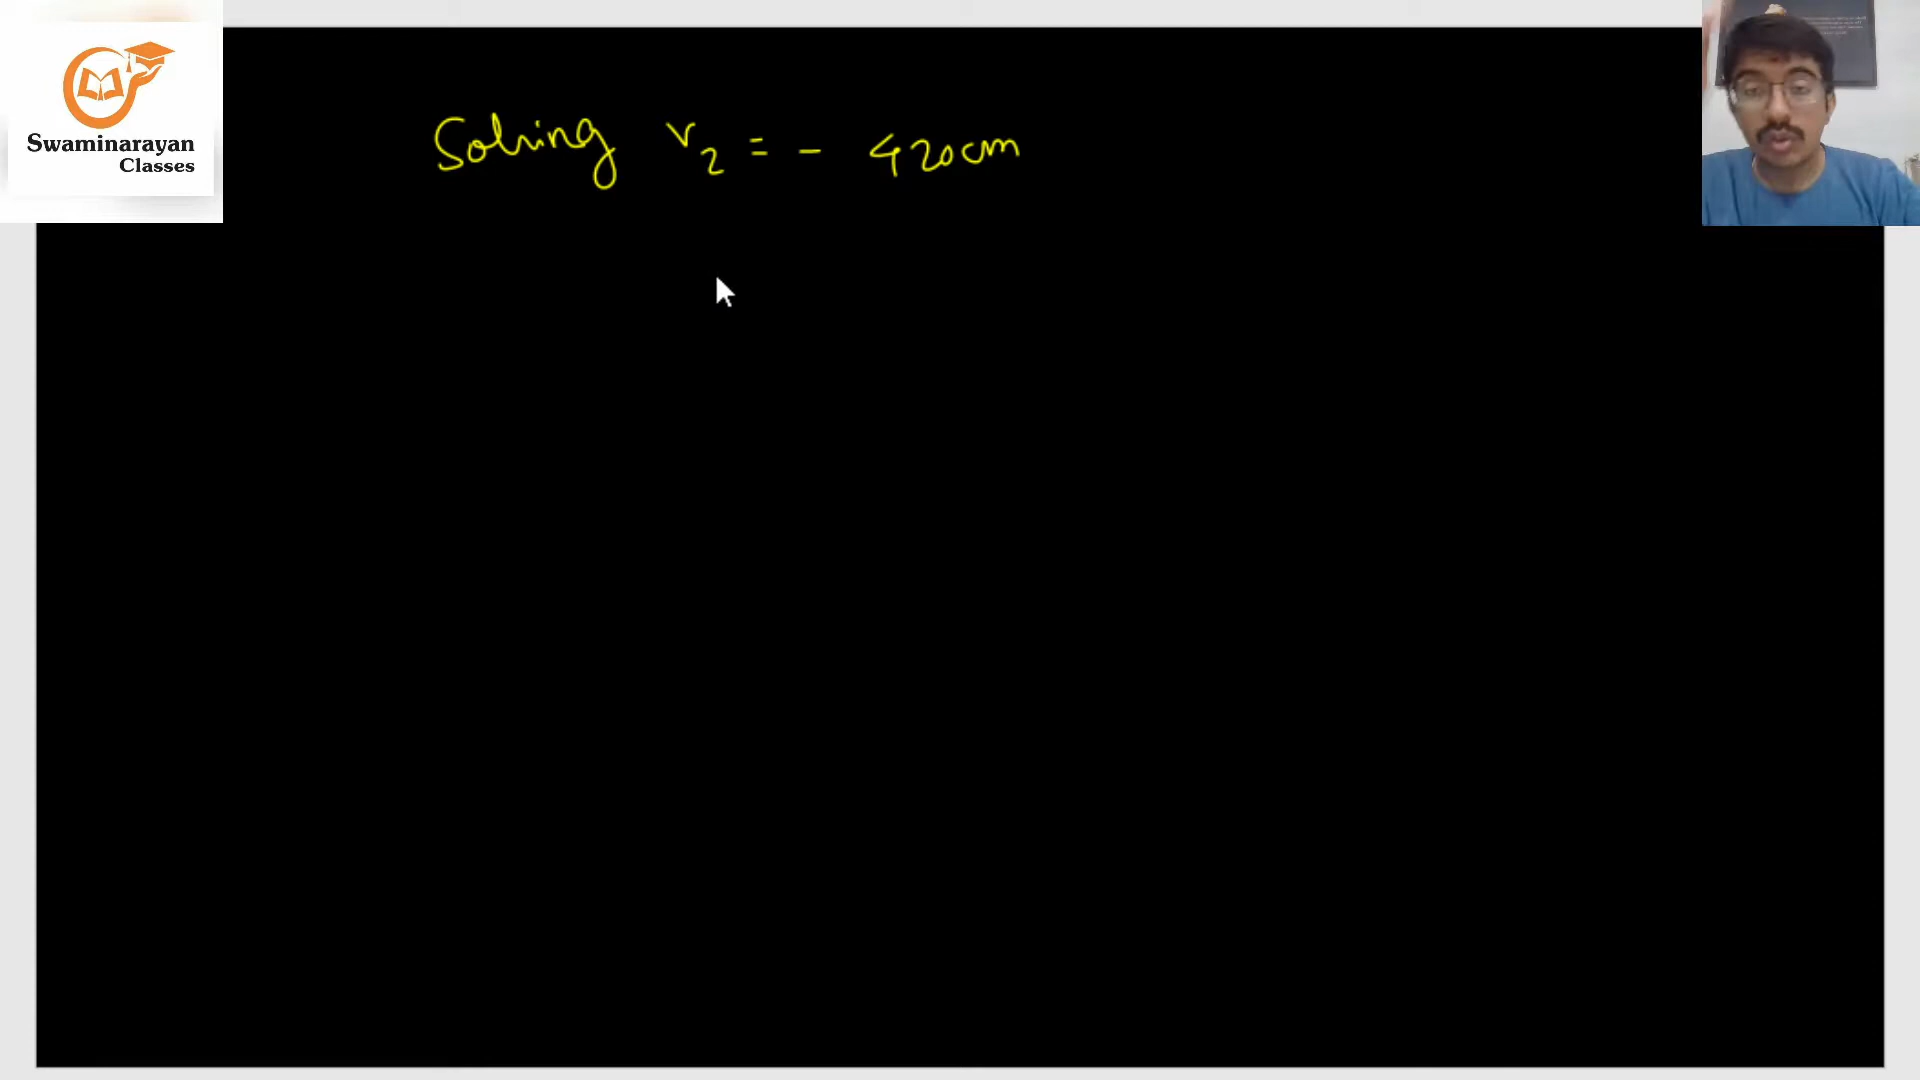 Swaminarayan
Classes
Solving v₂ = - 420cm